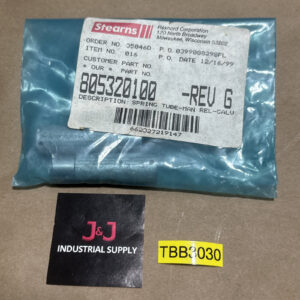 Stearns
Rexnord Corporation
120 North Broadway
Milwaukee, Wisconsin 53202
ORDER NO.
P.O.
ITEM NO. 016
P.O. DATE 12/16/99
CUSTOMER PART NO.
* OUR * PART NO.
805320100 -REV G
DESCRIPTION: SPRING TUBE-MAN REL-GALV
662327219147
J&J
INDUSTRIAL SUPPLY
TBB3030